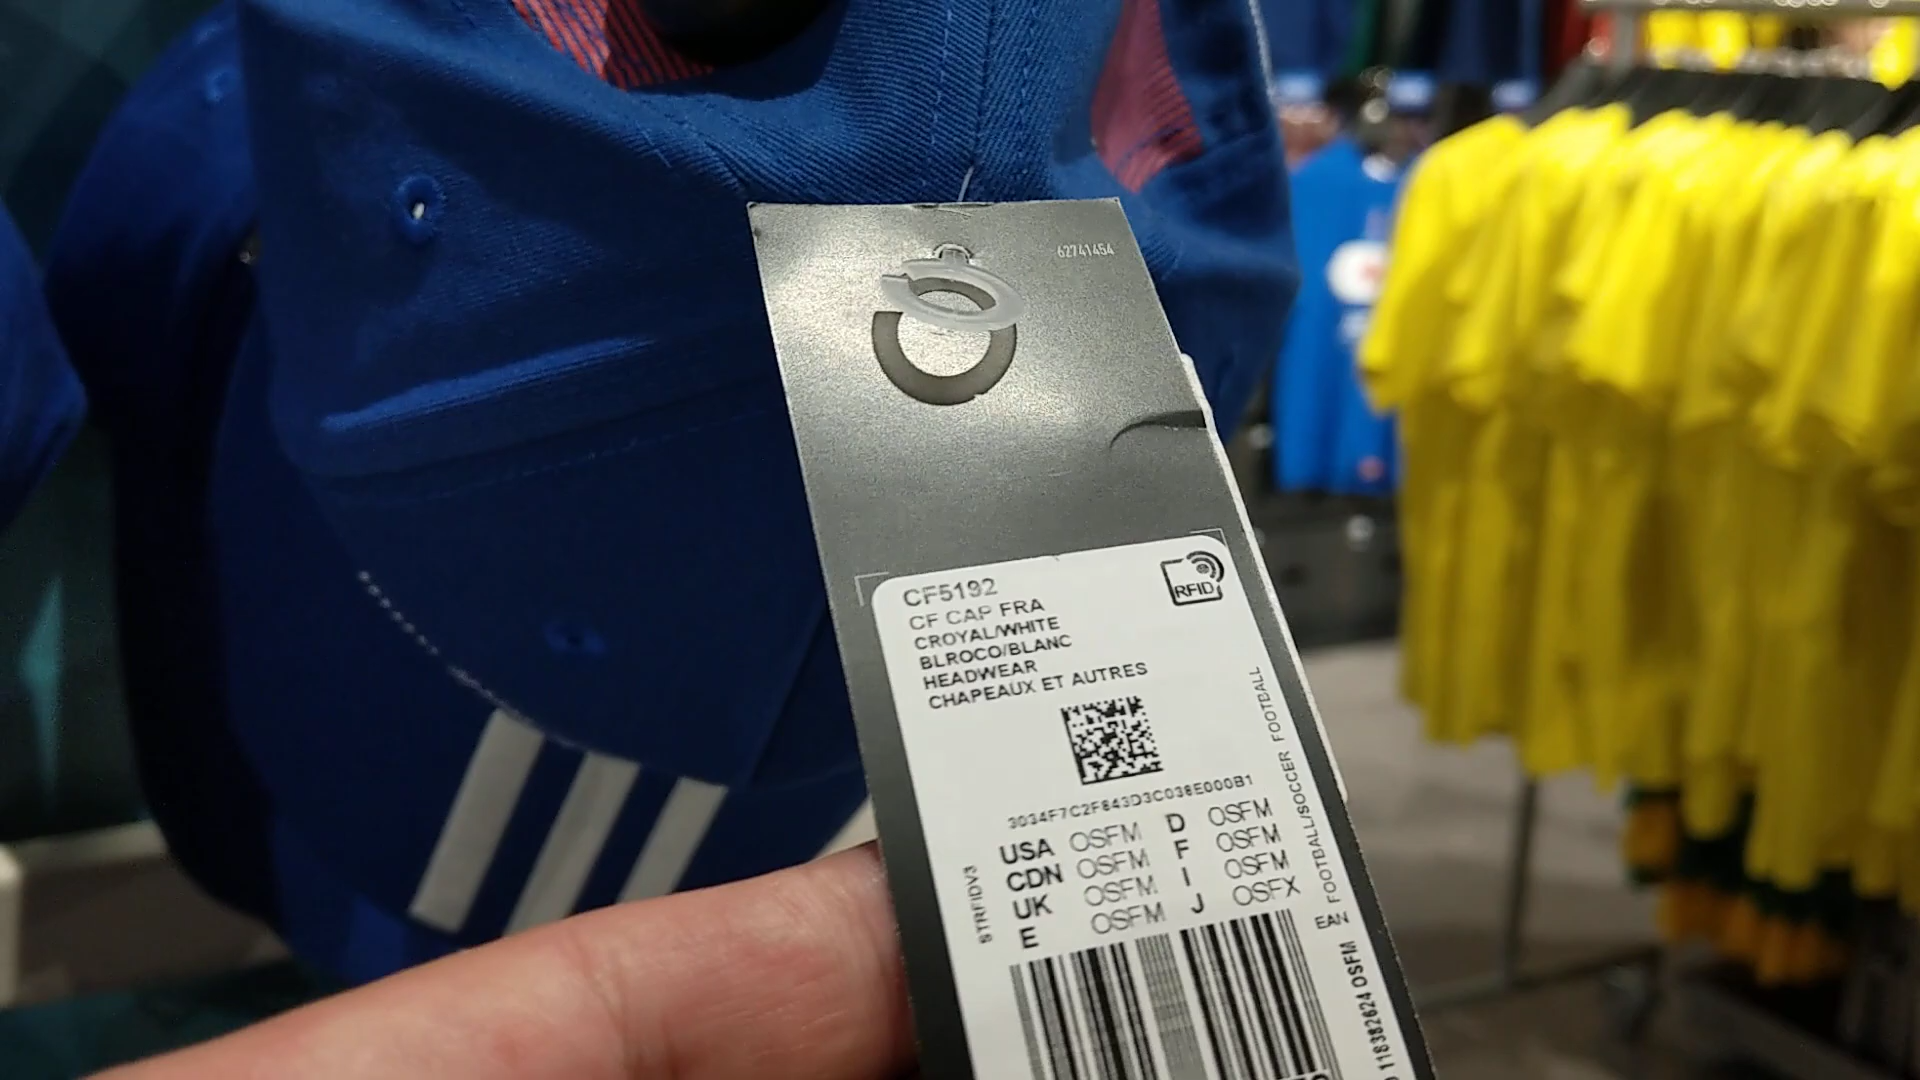 62741454
CF5192
RFID
CF CAP FRA
CROYAL/WHITE
BLROCO/BLANC
HEADWEAR
CHAPEAUX ET AUTRES
3034F7C2F843D3C038E000B1
USA OSFM D OSFM
CDN OSFM F OSFM
UK OSFM I OSFM
E OSFM J OSFX
STRFIDV3
FOOTBALL/SOCCER FOOTBALL
EAN
118382624 OSFM